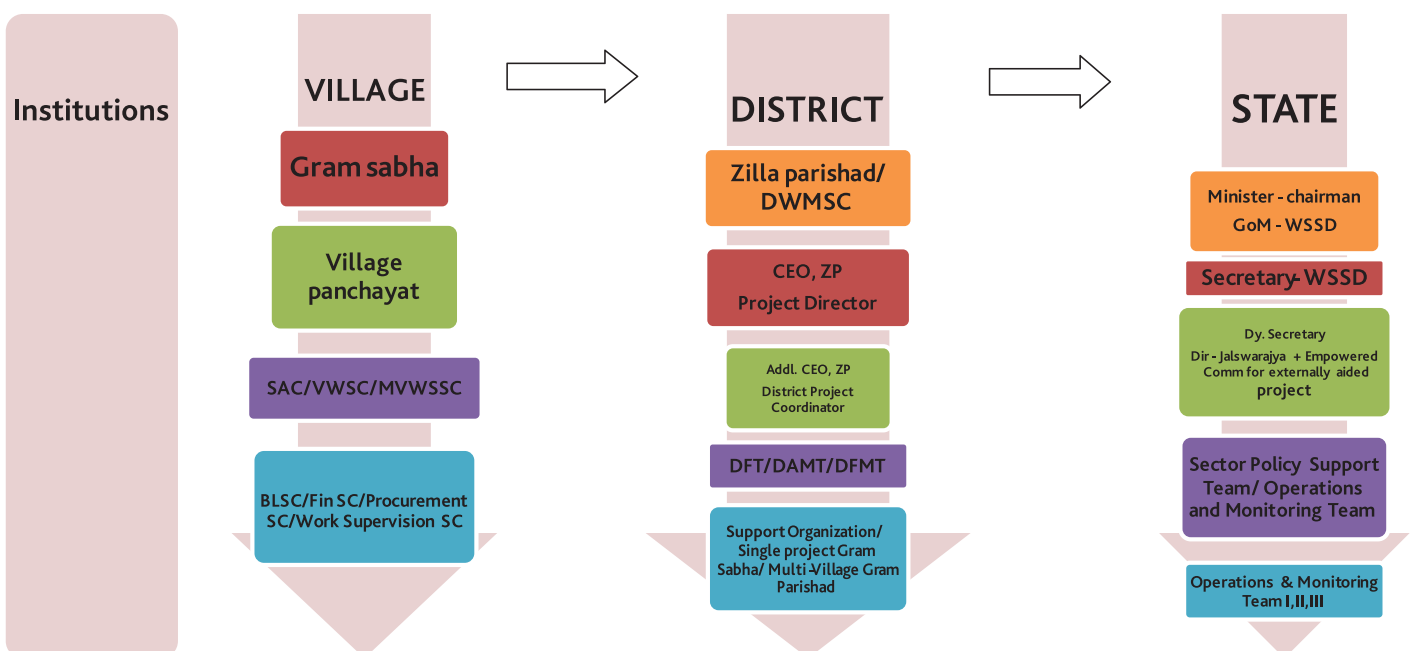 Institutions
VILLAGE
Gram sabha
Village
panchayat
SAC/VWSC/MVWSSC
BLSC/Fin SC/Procurement
SC/Work Supervision SC
DISTRICT
Zilla parishad/
DWMSC
CEO, ZP
Project Director
Addl. CEO, ZP
District Project
Coordinator
DFT/DAMT/DFMT
Support Organization/
Single project Gram
Sabha/ Multi-Village Gram
Parishad
STATE
Minister - chairman
GoM - WSSD
Secretary- WSSD
Dy. Secretary
Dir - Jalswarajya + Empowered
Comm for externally aided
project
Sector Policy Support
Team/ Operations
and Monitoring Team
Operations & Monitoring
Team I,II,III